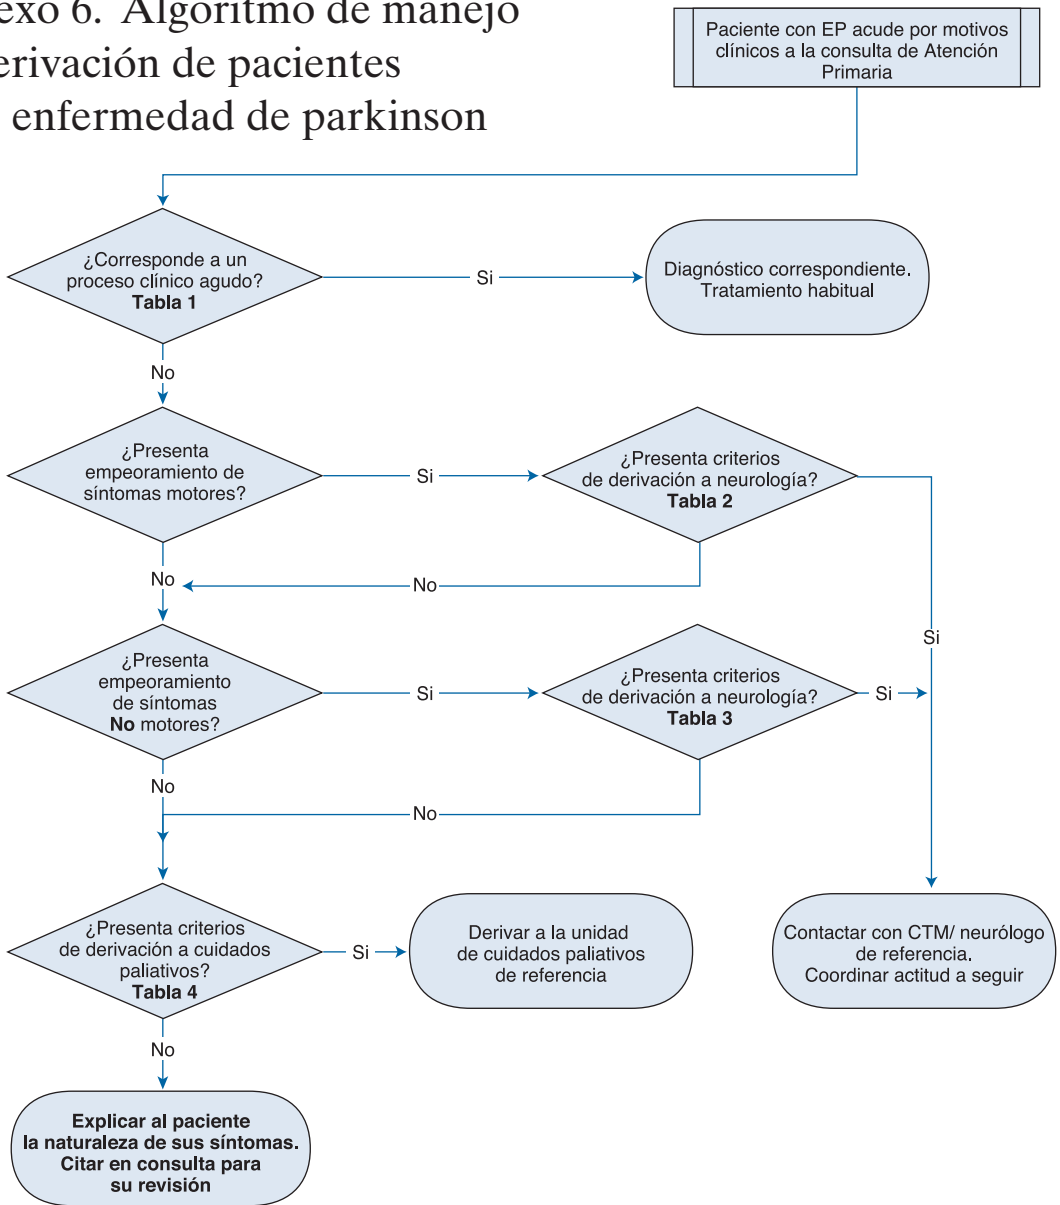 exo 6. Algoritmo de manejo
erivación de pacientes
enfermedad de parkinson
Paciente con EP acude por motivos
clínicos a la consulta de Atención
Primaria
¿Corresponde a un
proceso clínico agudo?
Tabla 1
Si
Diagnóstico correspondiente.
Tratamiento habitual
No
¿Presenta
empeoramiento de
síntomas motores?
Si
¿Presenta criterios
de derivación a neurología?
Tabla 2
No
No
Si
¿Presenta
empeoramiento
de síntomas
No motores?
Si
¿Presenta criterios
de derivación a neurología?
Tabla 3
Si
No
No
¿Presenta criterios
de derivación a cuidados
paliativos?
Tabla 4
Si
Derivar a la unidad
de cuidados paliativos
de referencia
Contactar con CTM/ neurólogo
de referencia.
Coordinar actitud a seguir
No
Explicar al paciente
la naturaleza de sus síntomas.
Citar en consulta para
su revisión